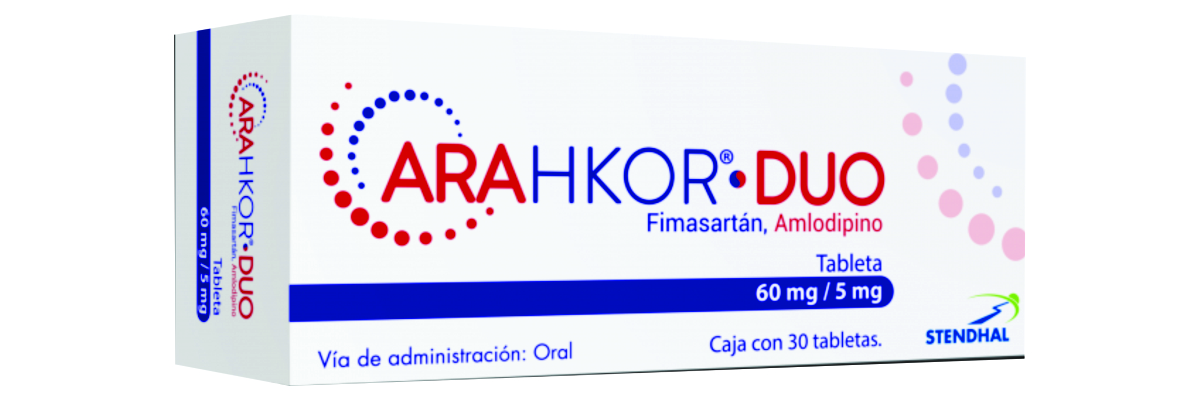 ARAHKOR®•DUO
Fimasartán, Amlodipino
Tableta
60 mg / 5 mg
ARAHKOR®•DUO
Fimasartán, Amlodipino
Tableta
60 mg / 5 mg
Vía de administración: Oral
Caja con 30 tabletas.
STENDHAL